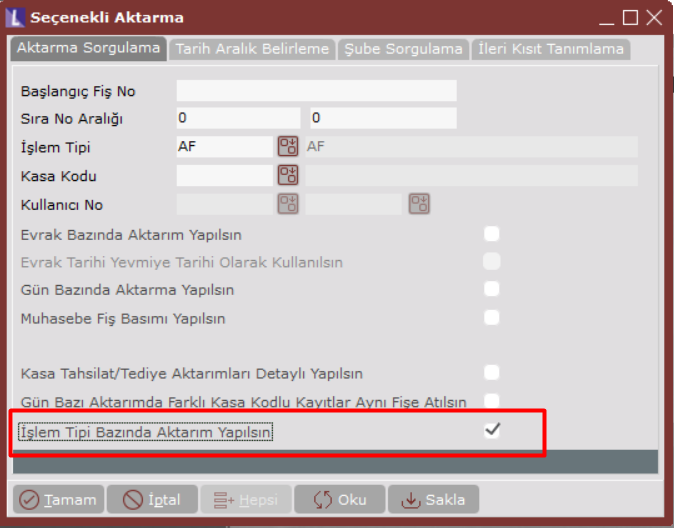 Seçenekli Aktarma
Aktarma Sorgulama Tarih Aralık Belirleme Şube Sorgulama İleri Kısıt Tanımlama
Başlangıç Fiş No
Sıra No Aralığı 0 0
İşlem Tipi AF AF
Kasa Kodu
Kullanıcı No
Evrak Bazında Aktarım Yapılsın
Evrak Tarihi Yevmiye Tarihi Olarak Kullanılsın
Gün Bazında Aktarma Yapılsın
Muhasebe Fiş Basımı Yapılsın
Kasa Tahsilat/Tediye Aktarımları Detaylı Yapılsın
Gün Bazı Aktarımda Farklı Kasa Kodlu Kayıtlar Aynı Fişe Atılsın
İşlem Tipi Bazında Aktarım Yapılsın
Tamam İptal Hepsi Oku Sakla